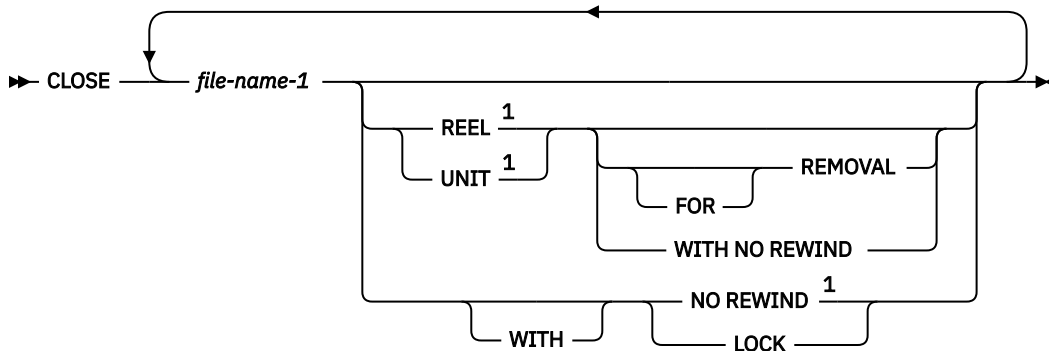 CLOSE file-name-1
REEL 1
UNIT 1
REMOVAL
FOR
WITH NO REWIND
NO REWIND 1
WITH
LOCK